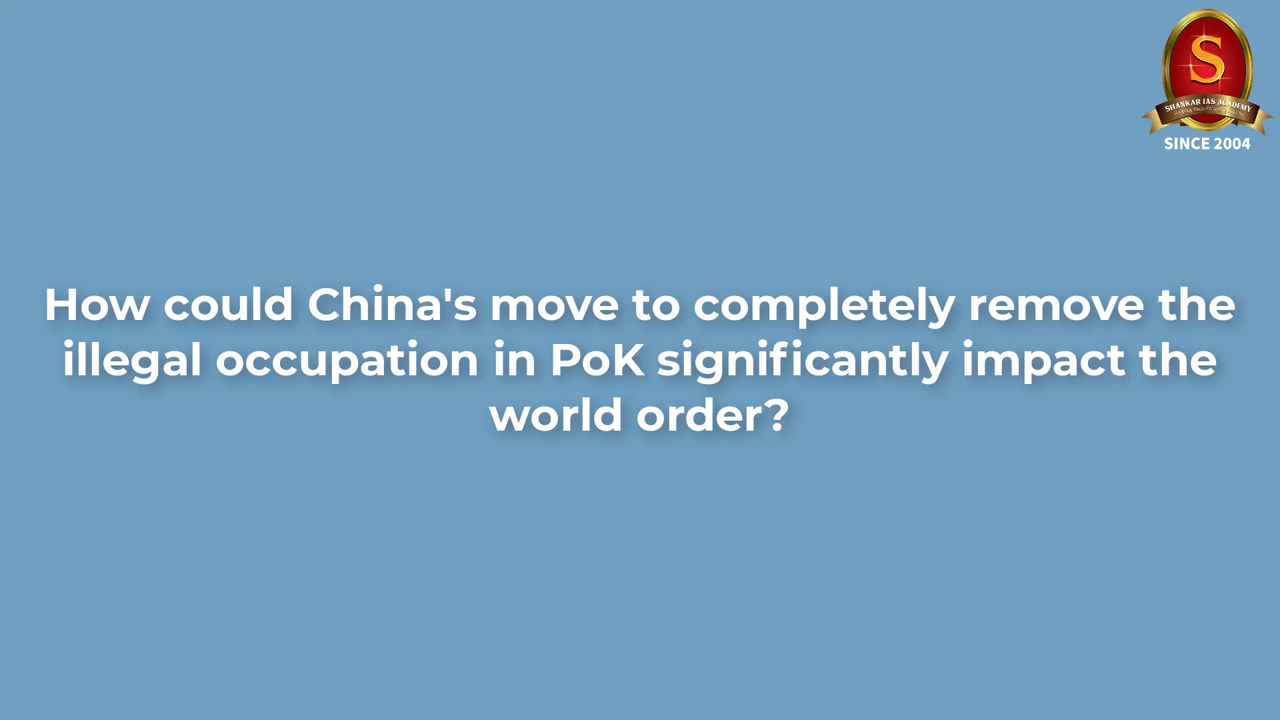 S
SHANKAR IAS ACADEMY
SINCE 2004
How could China's move to completely remove the
illegal occupation in PoK significantly impact the
world order?